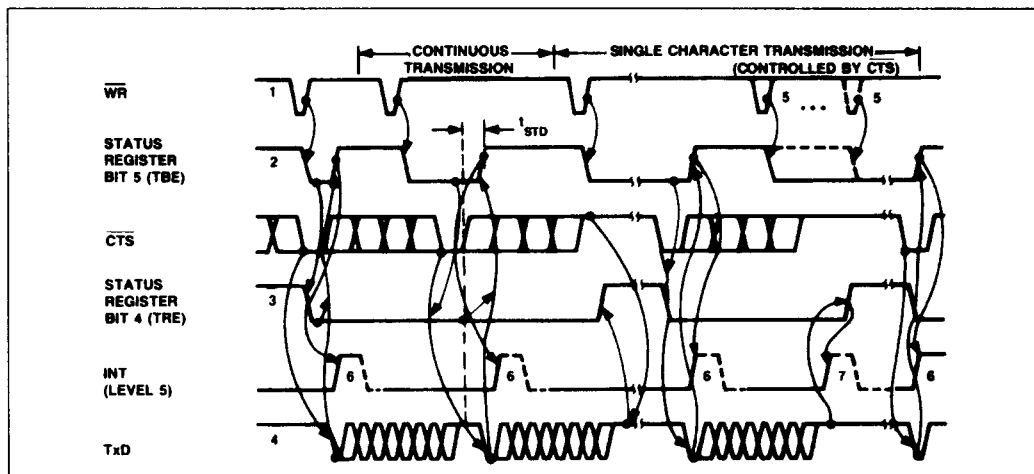 CONTINUOUS
TRANSMISSION
SINGLE CHARACTER TRANSMISSION
(CONTROLLED BY CTS)
WR
1
5 ... 5
tSTD
STATUS
REGISTER
BIT 5 (TBE)
2
CTS
STATUS
REGISTER
BIT 4 (TRE)
3
INT
(LEVEL 5)
6
6
6
7
6
TxD
4